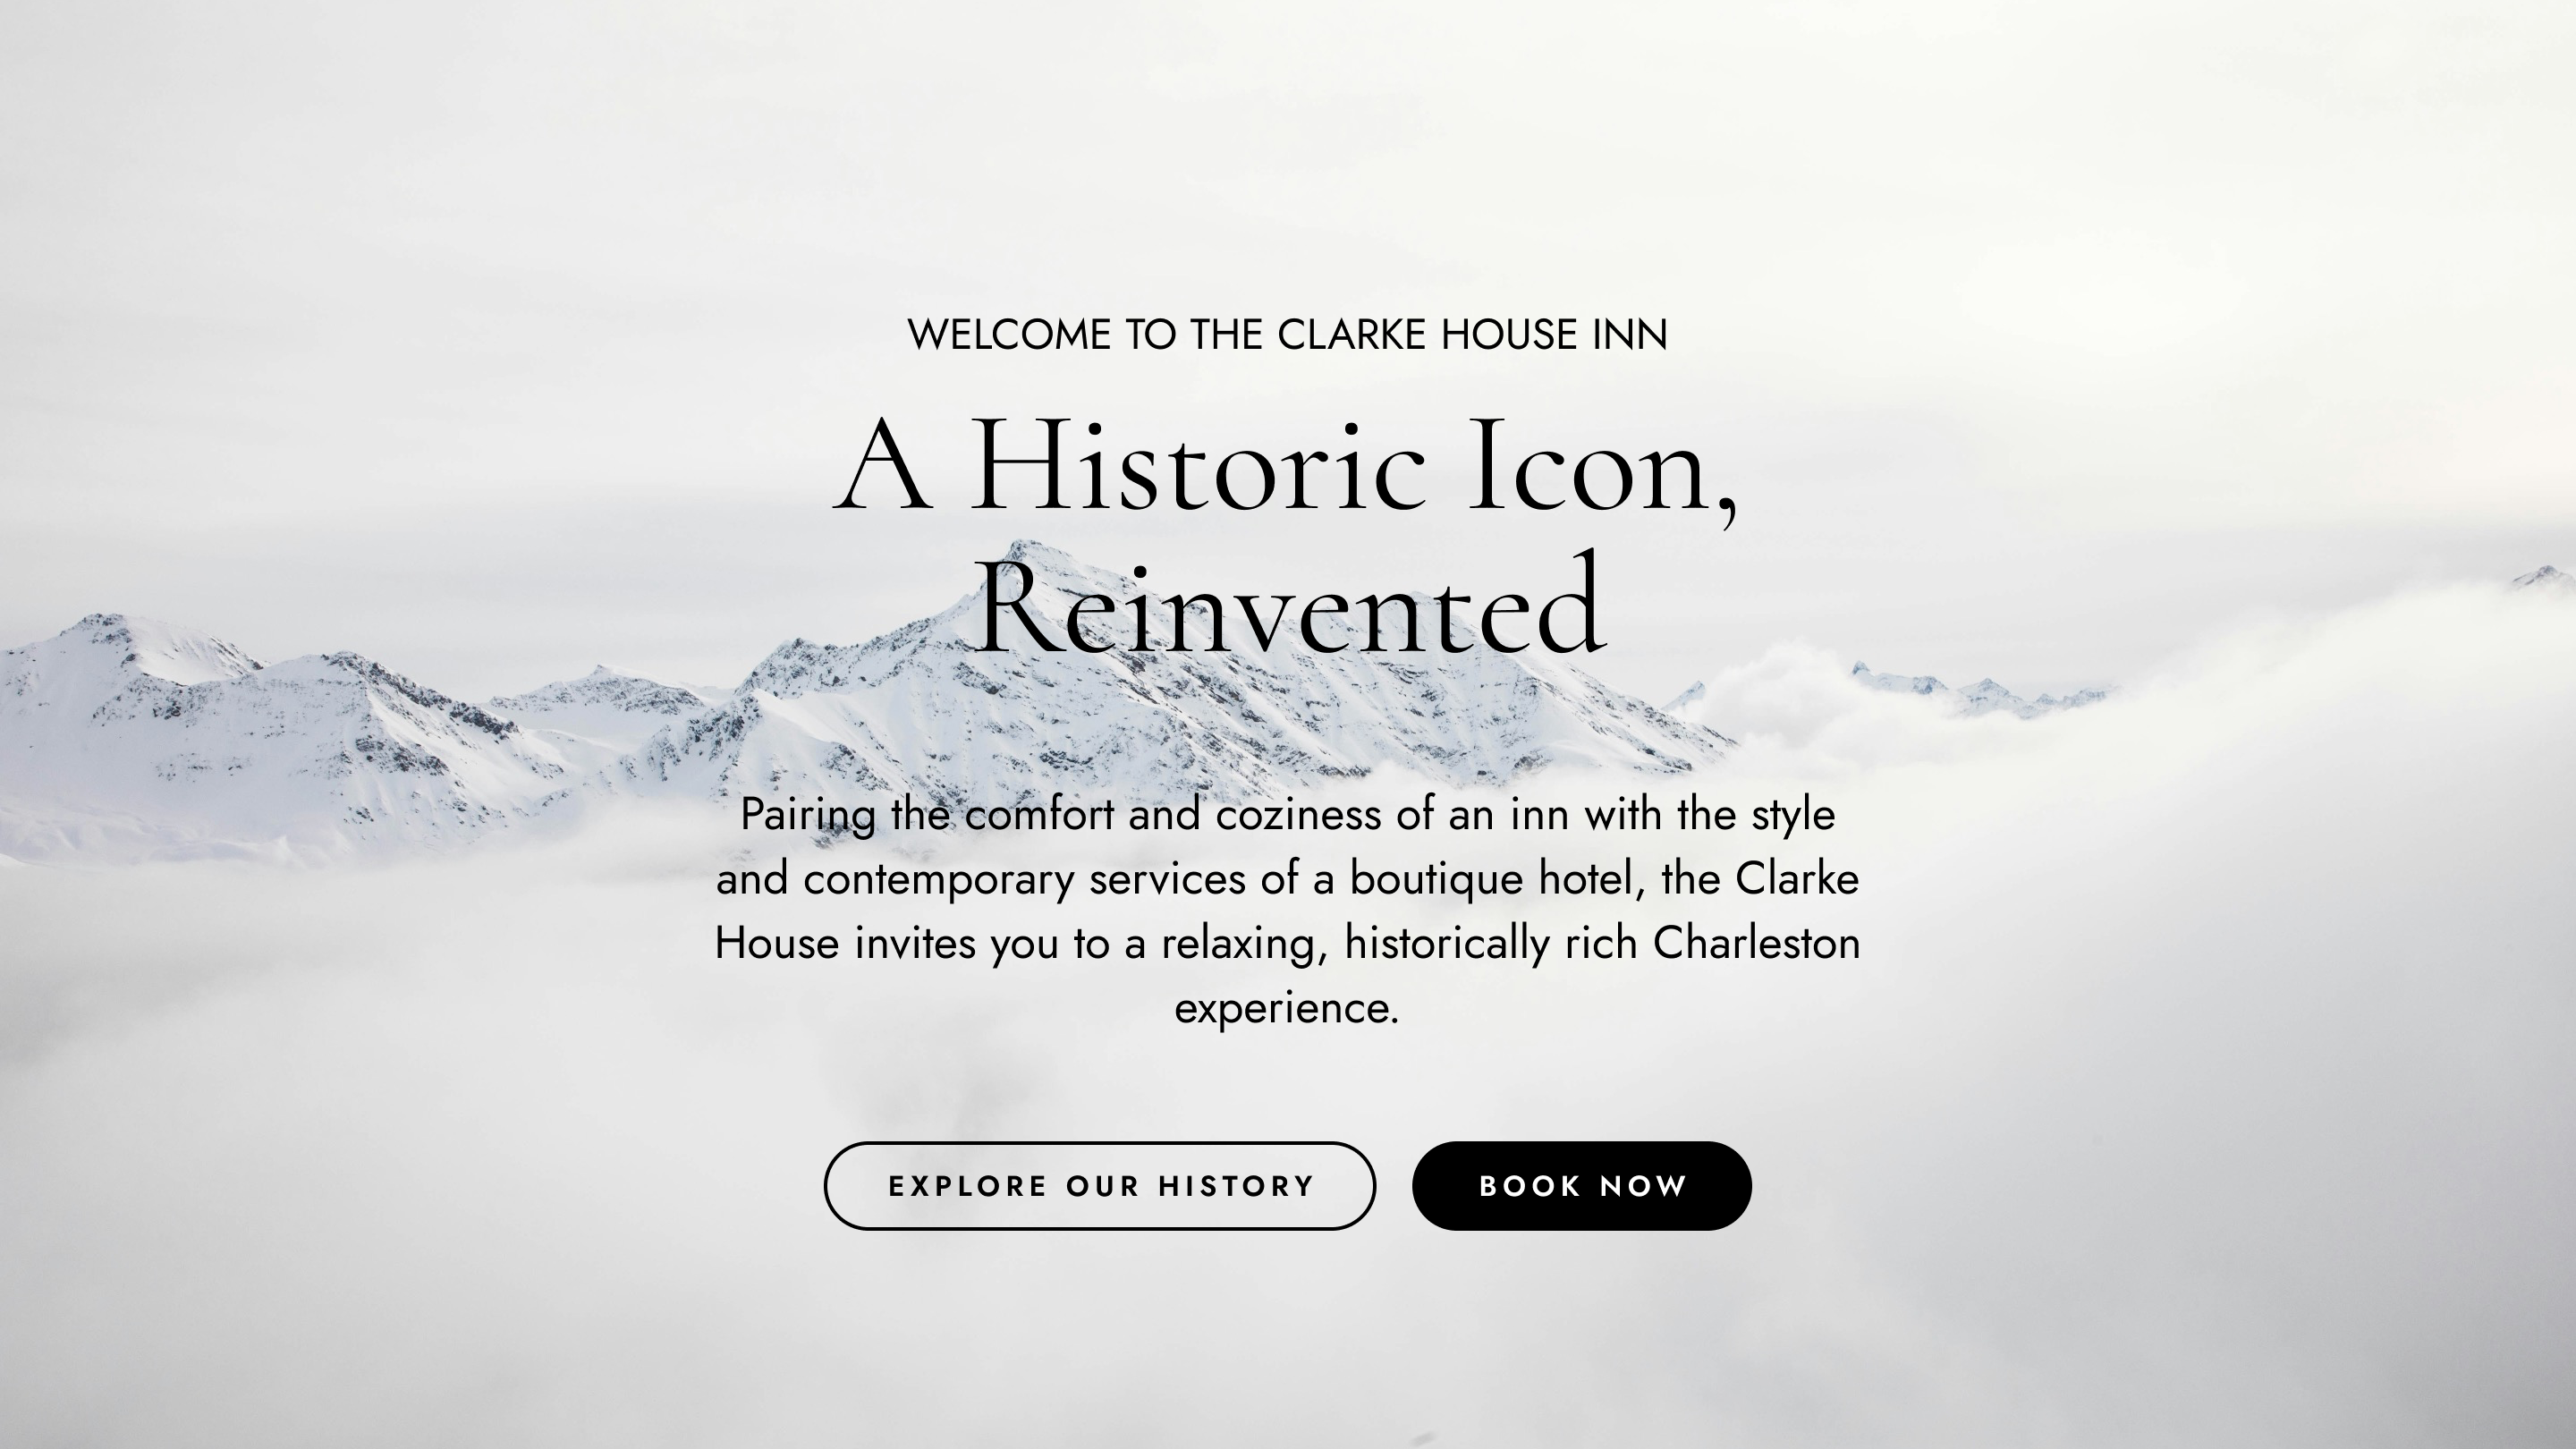 WELCOME TO THE CLARKE HOUSE INN
A Historic Icon,
Reinvented
Pairing the comfort and coziness of an inn with the style
and contemporary services of a boutique hotel, the Clarke
House invites you to a relaxing, historically rich Charleston
experience.
EXPLORE OUR HISTORY
BOOK NOW